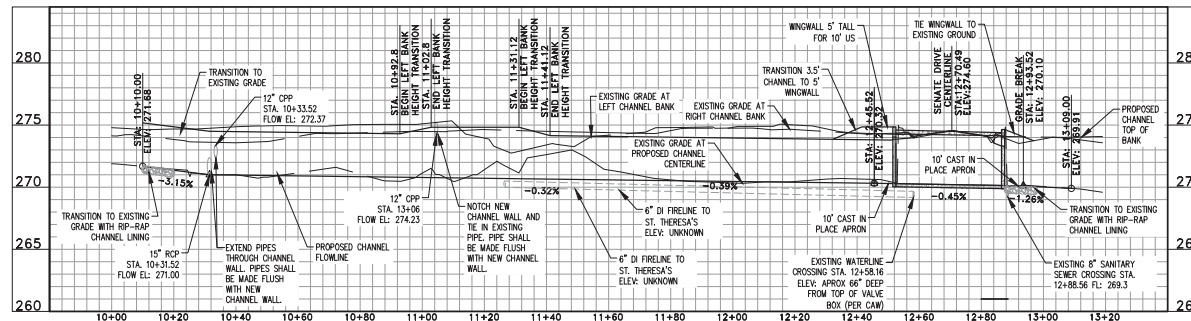 280
275
270
265
260
STA: 10+10.00
ELEV: 271.68
TRANSITION TO
EXISTING GRADE
12" CPP
STA. 10+33.52
FLOW EL: 272.37
STA. 10+92.8
BEGIN LEFT BANK
HEIGHT TRANSITION
STA. 11+02.8
END LEFT BANK
HEIGHT TRANSITION
STA. 11+31.12
BEGIN LEFT BANK
HEIGHT TRANSITION
STA. 11+41.12
END LEFT BANK
HEIGHT TRANSITION
EXISTING GRADE AT
LEFT CHANNEL BANK
EXISTING GRADE AT
RIGHT CHANNEL BANK
WINGWALL 5' TALL
FOR 10' US
TRANSITION 3.5'
CHANNEL TO 5'
WINGWALL
TIE WINGWALL TO
EXISTING GROUND
SENATE DRIVE
CENTERLINE
STA: 12+70.49
ELEV: 274.60
GRADE BREAK
STA: 12+93.52
ELEV: 270.10
PROPOSED
CHANNEL
TOP OF
BANK
STA: 13+09.00
ELEV: 269.91
EXISTING GRADE AT
PROPOSED CHANNEL
CENTERLINE
10' CAST IN
PLACE APRON
-3.15%
-0.32%
-0.39%
-0.45%
-1.26%
TRANSITION TO EXISTING
GRADE WITH RIP-RAP
CHANNEL LINING
15" RCP
STA. 10+31.52
FLOW EL: 271.00
EXTEND PIPES
THROUGH CHANNEL
WALL. PIPES SHALL
BE MADE FLUSH
WITH NEW
CHANNEL WALL.
PROPOSED CHANNEL
FLOWLINE
12" CPP
STA. 13+06
FLOW EL: 274.23
NOTCH NEW
CHANNEL WALL AND
TIE IN EXISTING
PIPE. PIPE SHALL
BE MADE FLUSH
WITH NEW CHANNEL
WALL.
6" DI FIRELINE TO
ST. THERESA'S
ELEV: UNKNOWN
6" DI FIRELINE TO
ST. THERESA'S
ELEV: UNKNOWN
10' CAST IN
PLACE APRON
EXISTING WATERLINE
CROSSING STA. 12+58.16
ELEV: APROX 66" DEEP
FROM TOP OF VALVE
BOX (PER CAW)
TRANSITION TO EXISTING
GRADE WITH RIP-RAP
CHANNEL LINING
EXISTING 8" SANITARY
SEWER CROSSING STA.
12+88.56 FL: 269.3
10+00 10+20 10+40 10+60 10+80 11+00 11+20 11+40 11+60 11+80 12+00 12+20 12+40 12+60 12+80 13+00 13+20